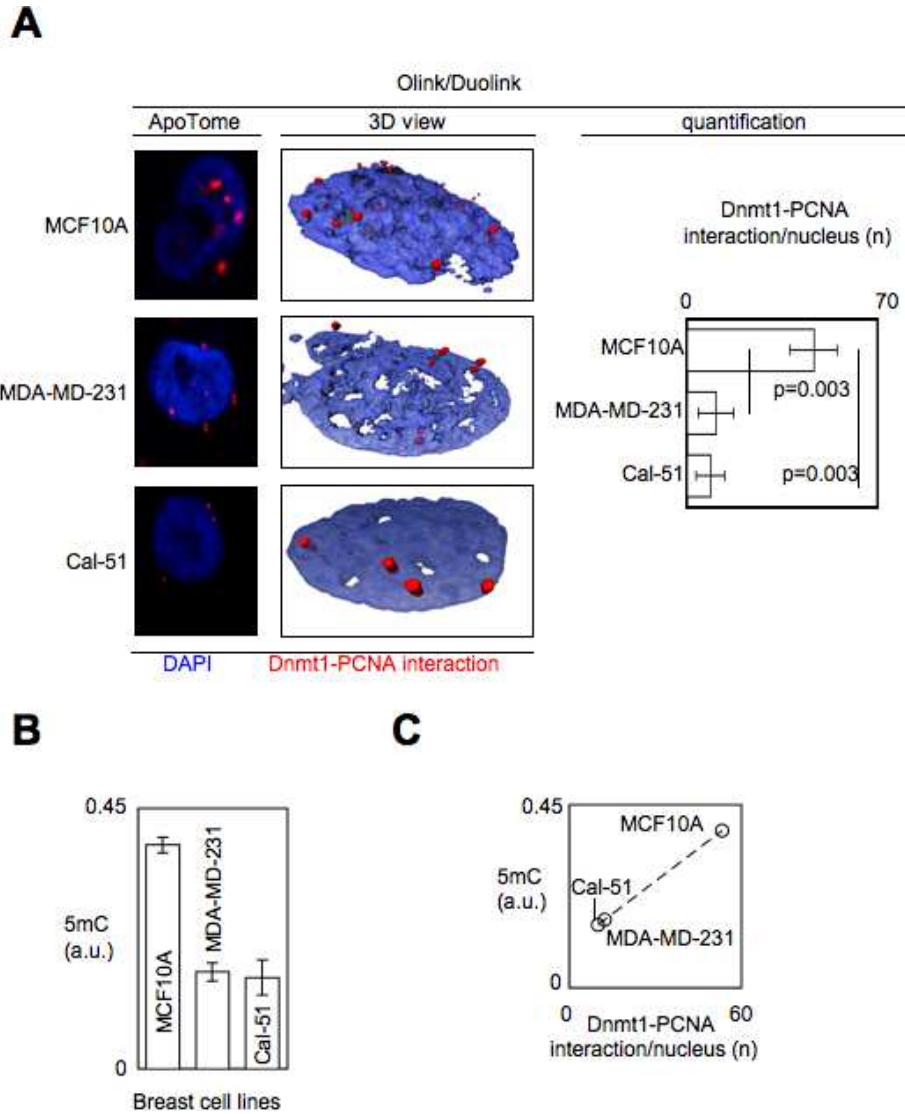 A
Olink/Duolink
ApoTome
3D view
quantification
MCF10A
MDA-MD-231
Cal-51
DAPI
Dnmt1-PCNA interaction
Dnmt1-PCNA
interaction/nucleus (n)
0
70
MCF10A
MDA-MD-231
Cal-51
p=0.003
p=0.003
B
0.45
5mC
(a.u.)
0
MCF10A
MDA-MD-231
Cal-51
Breast cell lines
C
0.45
5mC
(a.u.)
0
MCF10A
Cal-51
MDA-MD-231
0
60
Dnmt1-PCNA
interaction/nucleus (n)